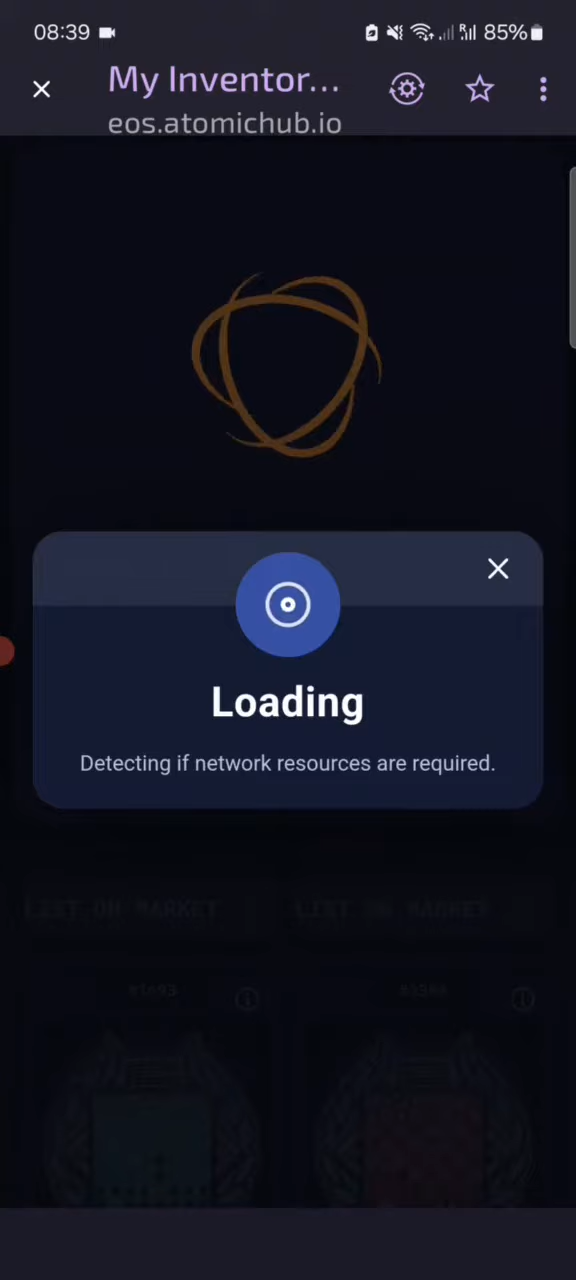 08:39
85%
My Inventor...
eos.atomichub.io
Loading
Detecting if network resources are required.
LIST ON MARKET
LIST ON MARKET